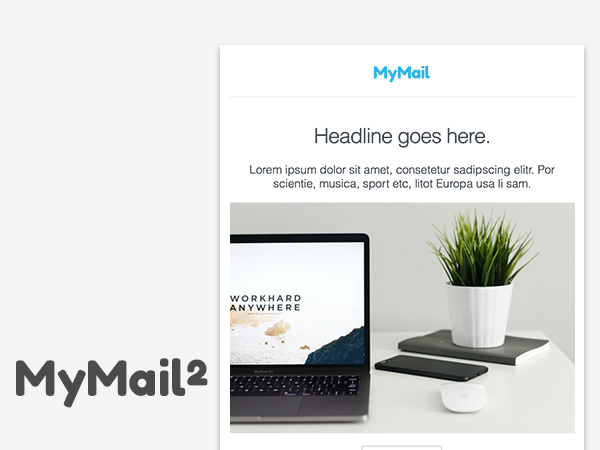 MyMail
Headline goes here.
Lorem ipsum dolor sit amet, consetetur sadipscing elitr. Por
scientie, musica, sport etc, litot Europa usa li sam.
WORKHARD
ANYWHERE
MyMail²